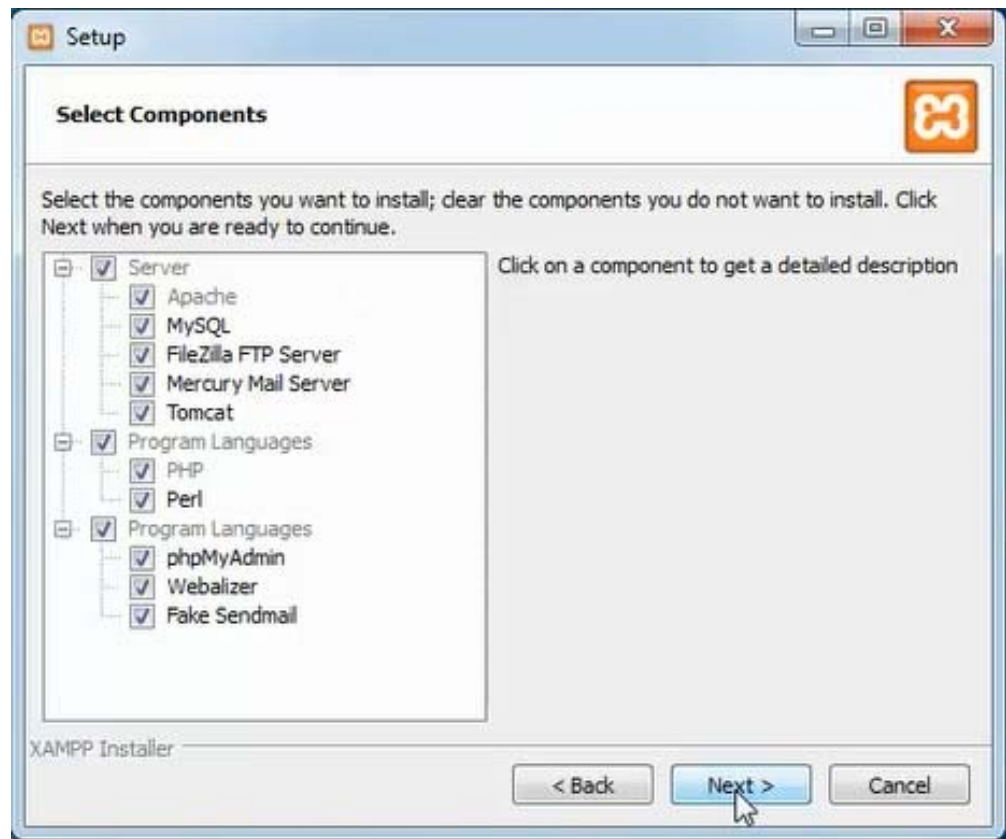 Setup
Select Components
Select the components you want to install; clear the components you do not want to install. Click
Next when you are ready to continue.
Server
Apache
MySQL
FileZilla FTP Server
Mercury Mail Server
Tomcat
Program Languages
PHP
Perl
Program Languages
phpMyAdmin
Webalizer
Fake Sendmail
Click on a component to get a detailed description
XAMPP Installer
< Back
Next >
Cancel